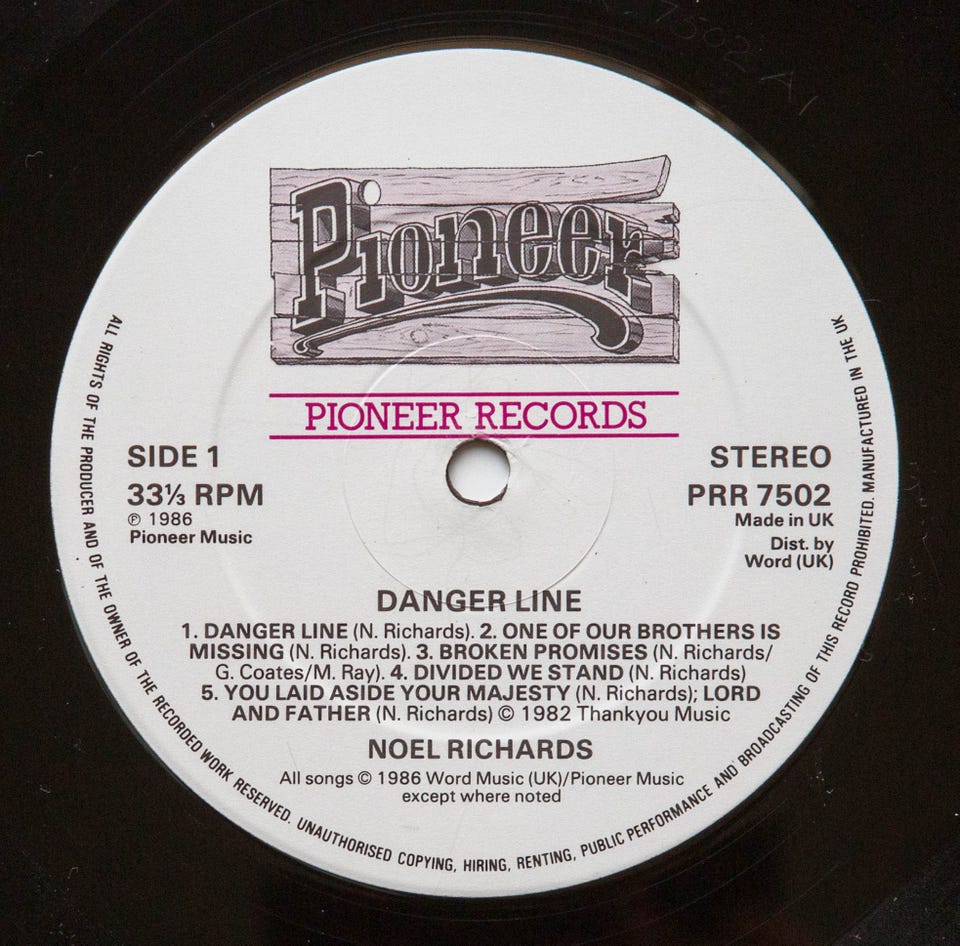 Pioneer
PIONEER RECORDS
SIDE 1
33⅓ RPM
℗ 1986
Pioneer Music
STEREO
PRR 7502
Made in UK
Dist. by
Word (UK)
DANGER LINE
1. DANGER LINE (N. Richards). 2. ONE OF OUR BROTHERS IS
MISSING (N. Richards). 3. BROKEN PROMISES (N. Richards/
G. Coates/M. Ray). 4. DIVIDED WE STAND (N. Richards)
5. YOU LAID ASIDE YOUR MAJESTY (N. Richards); LORD
AND FATHER (N. Richards) © 1982 Thankyou Music
NOEL RICHARDS
All songs © 1986 Word Music (UK)/Pioneer Music
except where noted
ALL RIGHTS OF THE PRODUCER AND OF THE OWNER OF THE RECORDED WORK RESERVED. UNAUTHORISED COPYING, HIRING, RENTING, PUBLIC PERFORMANCE AND BROADCASTING OF THIS RECORD PROHIBITED. MANUFACTURED IN THE UK